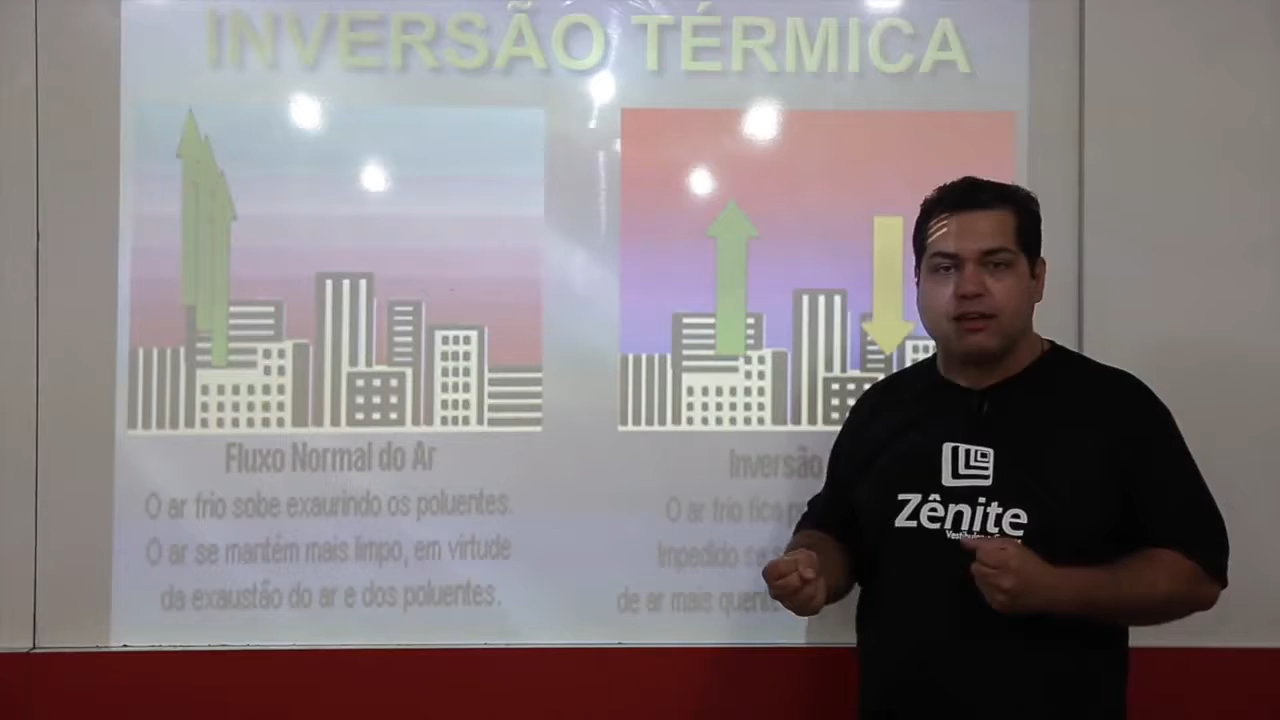 INVERSÃO TÉRMICA
Fluxo Normal do Ar
O ar frio sobe exaurindo os poluentes.
O ar se mantém mais limpo, em virtude
da exaustão do ar e dos poluentes.
Inversão
O ar frio fica
Impedido
de ar mais quente
Zênite